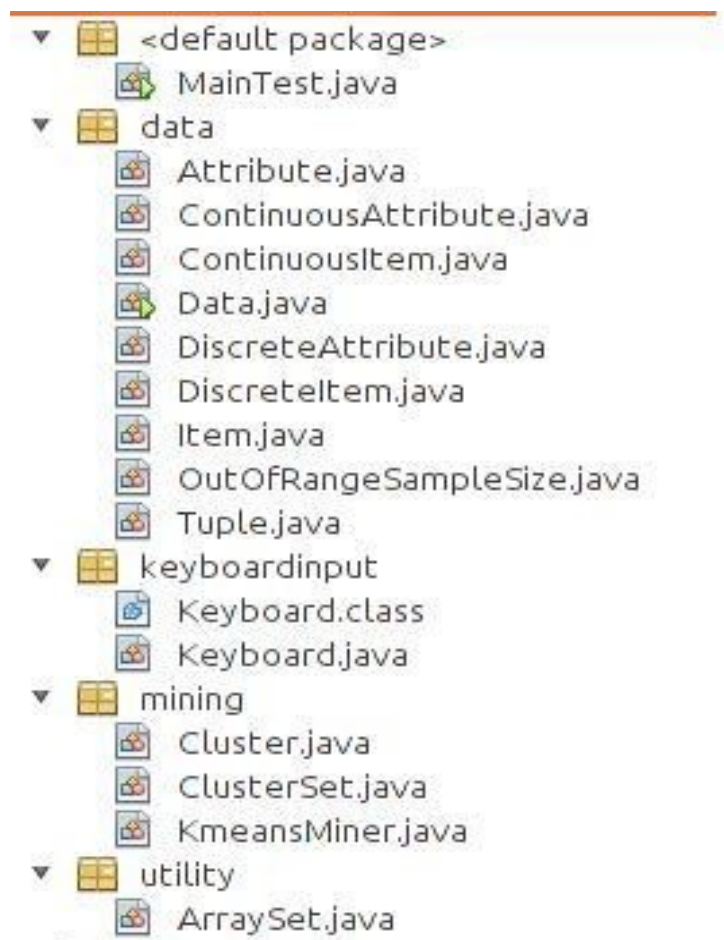 <default package>
MainTest.java
data
Attribute.java
ContinuousAttribute.java
ContinuousItem.java
Data.java
DiscreteAttribute.java
DiscreteItem.java
Item.java
OutOfRangeSampleSize.java
Tuple.java
keyboardinput
Keyboard.class
Keyboard.java
mining
Cluster.java
ClusterSet.java
KmeansMiner.java
utility
ArraySet.java